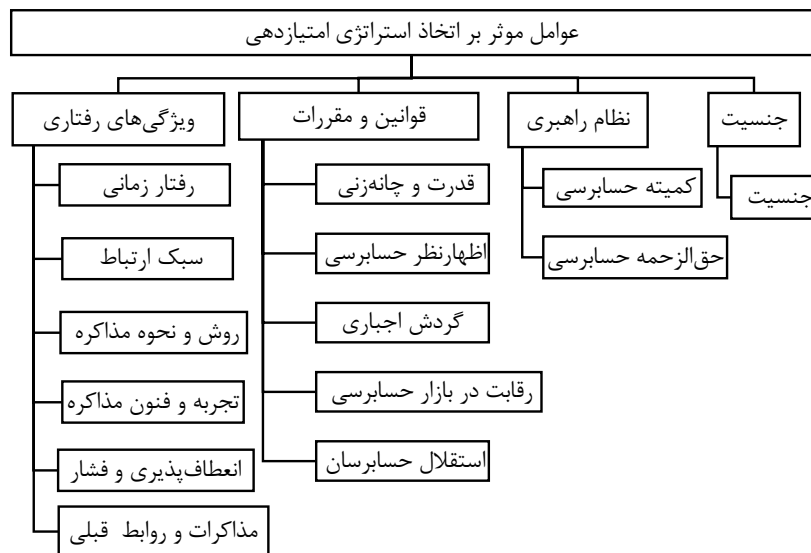 عوامل موثر بر اتخاذ استراتژی امتیازدهی
جنسیت
نظام راهبری
قوانین و مقررات
ویژگی‌های رفتاری
جنسیت
کمیته حسابرسی
حق‌الزحمه حسابرسی
قدرت و چانه‌زنی
اظهارنظر حسابرسی
گردش اجباری
رقابت در بازار حسابرسی
استقلال حسابرسان
رفتار زمانی
سبک ارتباط
روش و نحوه مذاکره
تجربه و فنون مذاکره
انعطاف‌پذیری و فشار
مذاکرات و روابط قبلی